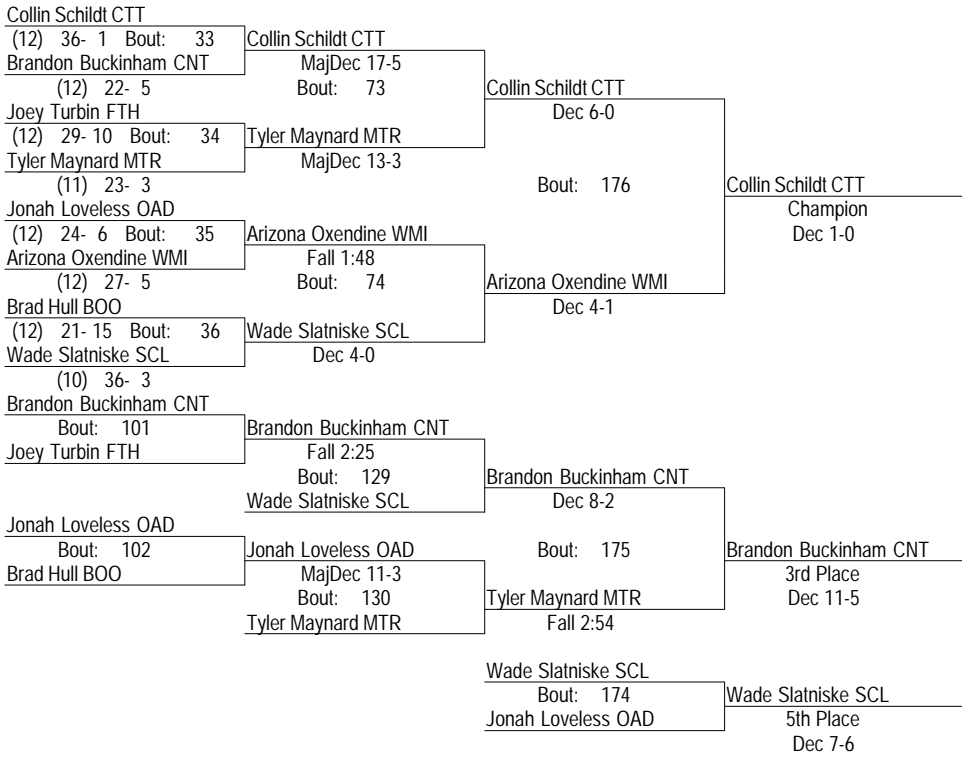 Collin Schildt CTT
(12) 36- 1 Bout: 33 Collin Schildt CTT
Brandon Buckinham CNT MajDec 17-5
(12) 22- 5 Bout: 73 Collin Schildt CTT
Joey Turbin FTH Dec 6-0
(12) 29- 10 Bout: 34 Tyler Maynard MTR
Tyler Maynard MTR MajDec 13-3
(11) 23- 3 Bout: 176 Collin Schildt CTT
Jonah Loveless OAD Champion
(12) 24- 6 Bout: 35 Arizona Oxendine WMI Dec 1-0
Arizona Oxendine WMI Fall 1:48
(12) 27- 5 Bout: 74 Arizona Oxendine WMI
Brad Hull BOO Dec 4-1
(12) 21- 15 Bout: 36 Wade Slatniske SCL
Wade Slatniske SCL Dec 4-0
(10) 36- 3
Brandon Buckinham CNT
Bout: 101 Brandon Buckinham CNT
Joey Turbin FTH Fall 2:25
Bout: 129 Brandon Buckinham CNT
Wade Slatniske SCL Dec 8-2
Jonah Loveless OAD
Bout: 102 Jonah Loveless OAD Bout: 175 Brandon Buckinham CNT
Brad Hull BOO MajDec 11-3 3rd Place
Bout: 130 Tyler Maynard MTR Dec 11-5
Tyler Maynard MTR Fall 2:54
Wade Slatniske SCL
Bout: 174 Wade Slatniske SCL
Jonah Loveless OAD 5th Place
Dec 7-6